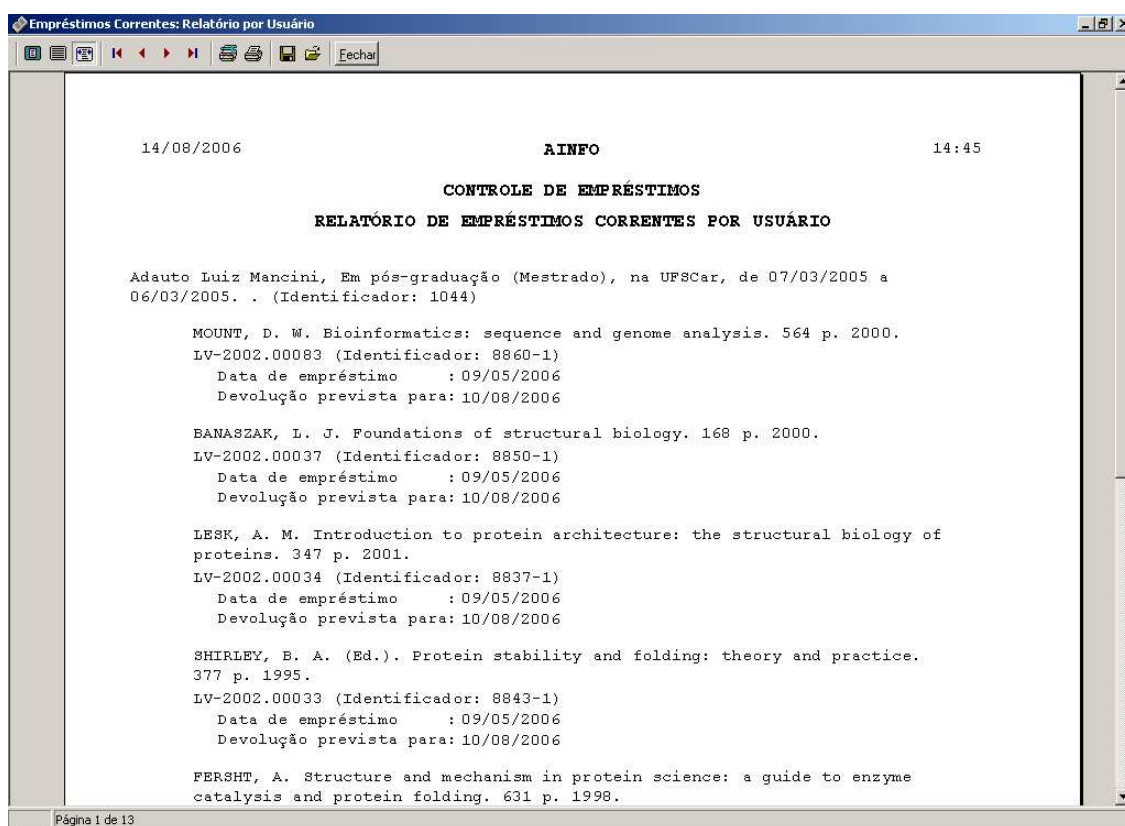 Empréstimos Correntes: Relatório por Usuário
Fechar
14/08/2006 AINFO 14:45
CONTROLE DE EMPRÉSTIMOS
RELATÓRIO DE EMPRÉSTIMOS CORRENTES POR USUÁRIO
Adauto Luiz Mancini, Em pós-graduação (Mestrado), na UFSCar, de 07/03/2005 a
06/03/2005. . (Identificador: 1044)
MOUNT, D. W. Bioinformatics: sequence and genome analysis. 564 p. 2000.
LV-2002.00083 (Identificador: 8860-1)
Data de empréstimo : 09/05/2006
Devolução prevista para: 10/08/2006
BANASZAK, L. J. Foundations of structural biology. 168 p. 2000.
LV-2002.00037 (Identificador: 8850-1)
Data de empréstimo : 09/05/2006
Devolução prevista para: 10/08/2006
LESK, A. M. Introduction to protein architecture: the structural biology of
proteins. 347 p. 2001.
LV-2002.00034 (Identificador: 8837-1)
Data de empréstimo : 09/05/2006
Devolução prevista para: 10/08/2006
SHIRLEY, B. A. (Ed.). Protein stability and folding: theory and practice.
377 p. 1995.
LV-2002.00033 (Identificador: 8843-1)
Data de empréstimo : 09/05/2006
Devolução prevista para: 10/08/2006
FERSHT, A. Structure and mechanism in protein science: a guide to enzyme
catalysis and protein folding. 631 p. 1998.
Página 1 de 13